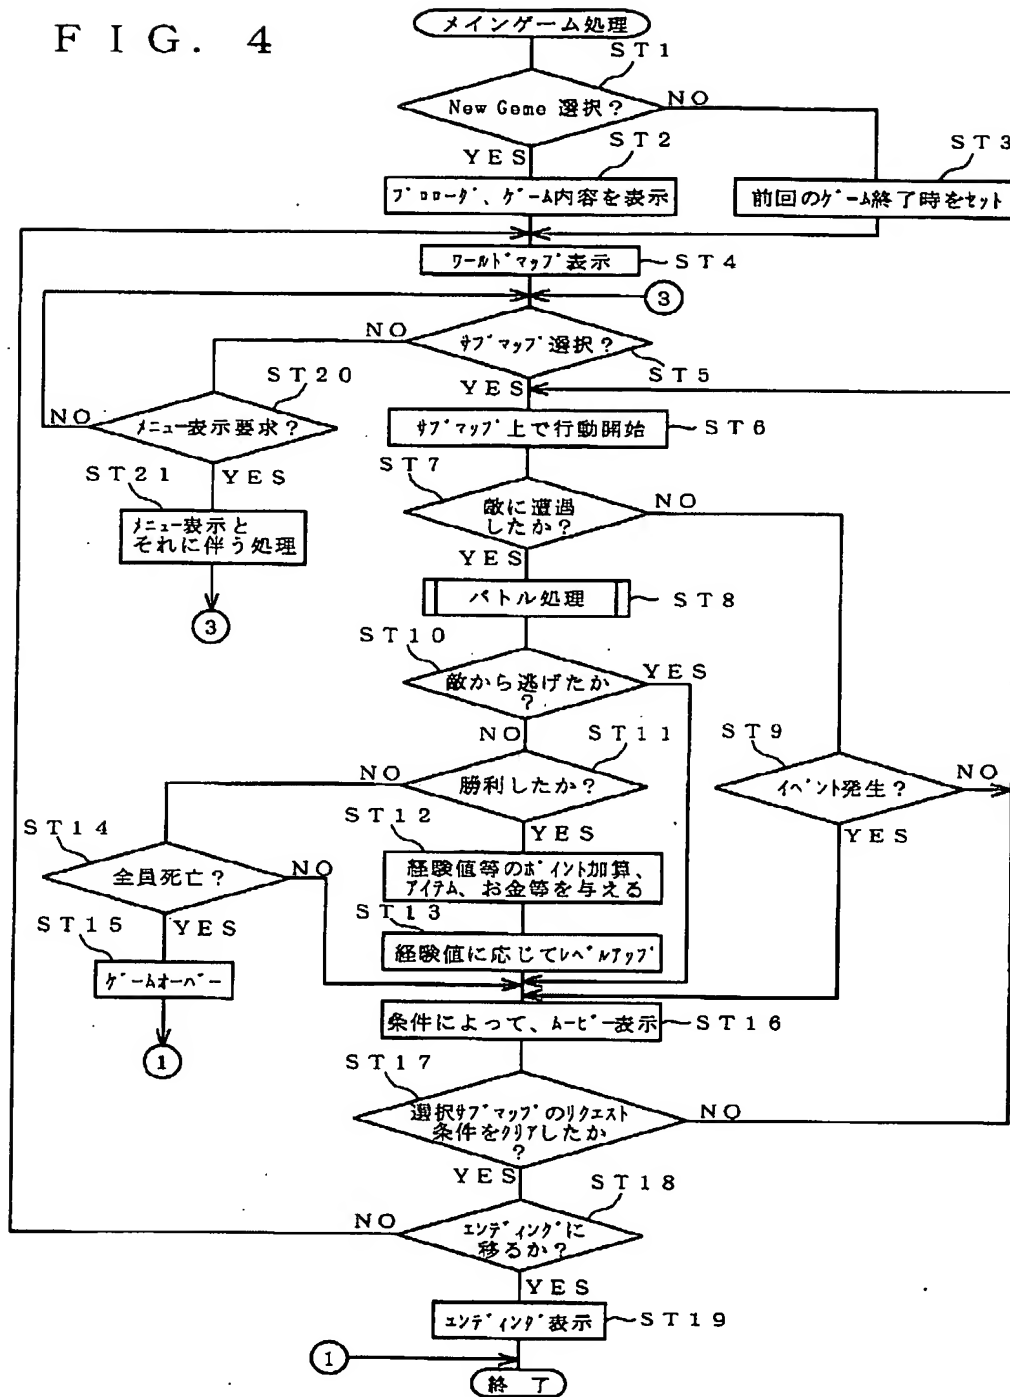 FIG. 4
メインゲーム処理
ST1
New Geme 選択?
NO
YES
ST2
ST3
プロローグ、ゲーム内容を表示
前回のゲーム終了時をセット
ワールドマップ表示
ST4
3
サブマップ選択?
NO
ST5
YES
ST20
メニュー表示要求?
NO
YES
サブマップ上で行動開始
ST6
ST7
敵に遭遇
したか?
NO
YES
ST21
メニュー表示と
それに伴う処理
3
バトル処理
ST8
ST10
敵から逃げたか
?
YES
NO
ST11
勝利したか?
NO
YES
ST9
イベント発生?
NO
YES
ST12
経験値等のポイント加算、
アイテム、お金等を与える
ST14
全員死亡?
NO
YES
ST13
経験値に応じてレベルアップ
ST15
ゲームオーバー
1
条件によって、ムービー表示
ST16
ST17
選択サブマップのリクエスト
条件をクリアしたか
?
NO
YES
ST18
エンディングに
移るか?
NO
YES
エンディング表示
ST19
1
終了